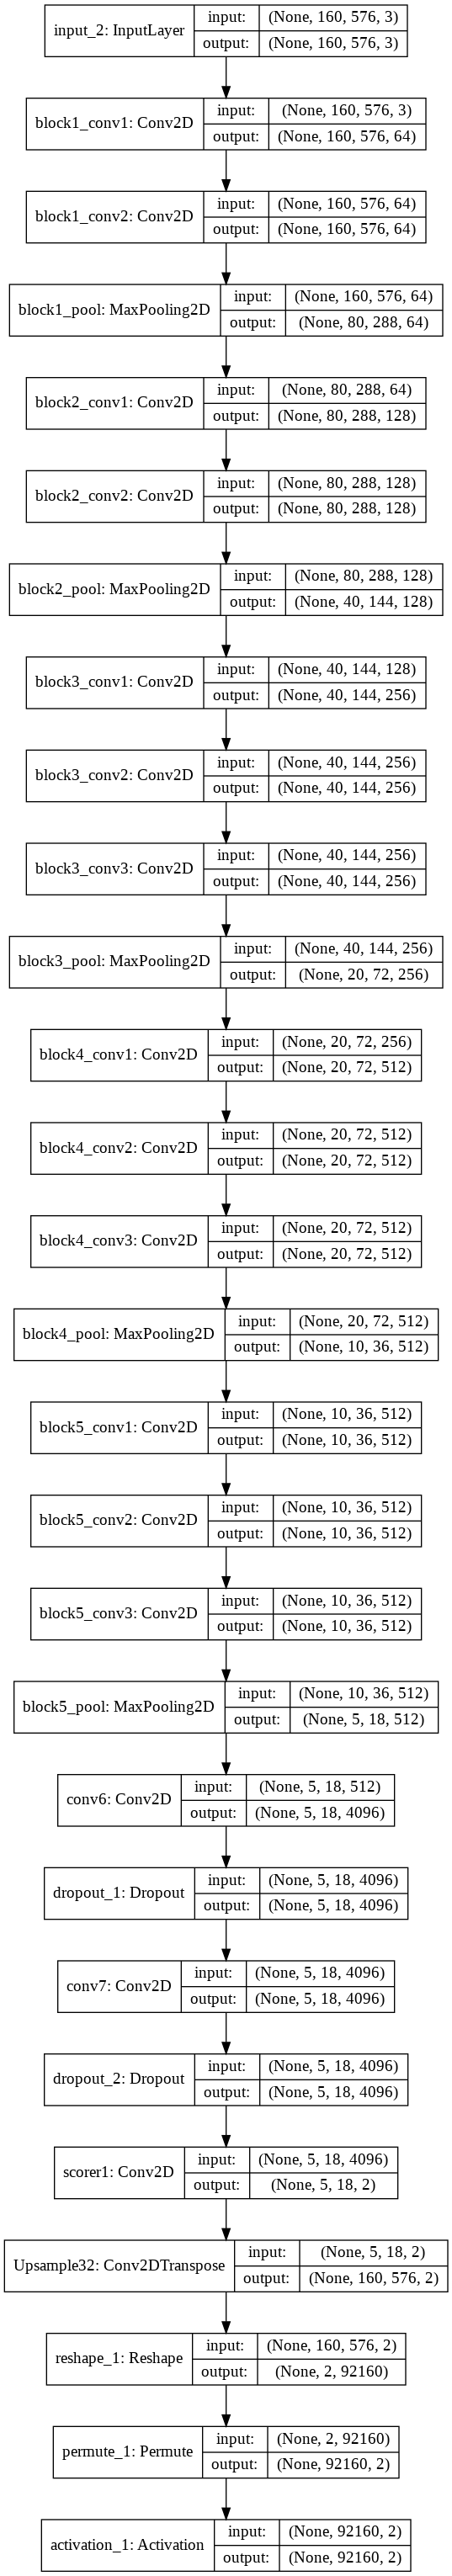 input_2: InputLayer
input: (None, 160, 576, 3)
output: (None, 160, 576, 3)
block1_conv1: Conv2D
input: (None, 160, 576, 3)
output: (None, 160, 576, 64)
block1_conv2: Conv2D
input: (None, 160, 576, 64)
output: (None, 160, 576, 64)
block1_pool: MaxPooling2D
input: (None, 160, 576, 64)
output: (None, 80, 288, 64)
block2_conv1: Conv2D
input: (None, 80, 288, 64)
output: (None, 80, 288, 128)
block2_conv2: Conv2D
input: (None, 80, 288, 128)
output: (None, 80, 288, 128)
block2_pool: MaxPooling2D
input: (None, 80, 288, 128)
output: (None, 40, 144, 128)
block3_conv1: Conv2D
input: (None, 40, 144, 128)
output: (None, 40, 144, 256)
block3_conv2: Conv2D
input: (None, 40, 144, 256)
output: (None, 40, 144, 256)
block3_conv3: Conv2D
input: (None, 40, 144, 256)
output: (None, 40, 144, 256)
block3_pool: MaxPooling2D
input: (None, 40, 144, 256)
output: (None, 20, 72, 256)
block4_conv1: Conv2D
input: (None, 20, 72, 256)
output: (None, 20, 72, 512)
block4_conv2: Conv2D
input: (None, 20, 72, 512)
output: (None, 20, 72, 512)
block4_conv3: Conv2D
input: (None, 20, 72, 512)
output: (None, 20, 72, 512)
block4_pool: MaxPooling2D
input: (None, 20, 72, 512)
output: (None, 10, 36, 512)
block5_conv1: Conv2D
input: (None, 10, 36, 512)
output: (None, 10, 36, 512)
block5_conv2: Conv2D
input: (None, 10, 36, 512)
output: (None, 10, 36, 512)
block5_conv3: Conv2D
input: (None, 10, 36, 512)
output: (None, 10, 36, 512)
block5_pool: MaxPooling2D
input: (None, 10, 36, 512)
output: (None, 5, 18, 512)
conv6: Conv2D
input: (None, 5, 18, 512)
output: (None, 5, 18, 4096)
dropout_1: Dropout
input: (None, 5, 18, 4096)
output: (None, 5, 18, 4096)
conv7: Conv2D
input: (None, 5, 18, 4096)
output: (None, 5, 18, 4096)
dropout_2: Dropout
input: (None, 5, 18, 4096)
output: (None, 5, 18, 4096)
scorer1: Conv2D
input: (None, 5, 18, 4096)
output: (None, 5, 18, 2)
Upsample32: Conv2DTranspose
input: (None, 5, 18, 2)
output: (None, 160, 576, 2)
reshape_1: Reshape
input: (None, 160, 576, 2)
output: (None, 2, 92160)
permute_1: Permute
input: (None, 2, 92160)
output: (None, 92160, 2)
activation_1: Activation
input: (None, 92160, 2)
output: (None, 92160, 2)